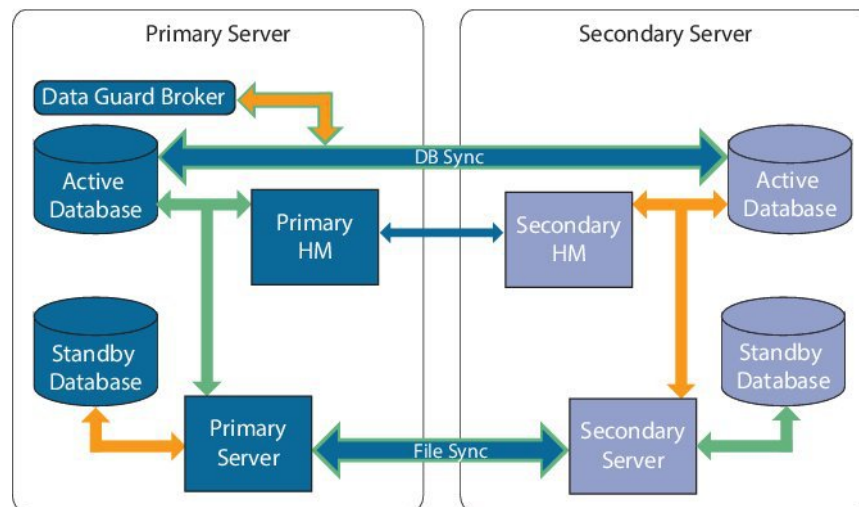 Primary Server
Secondary Server
Data Guard Broker
DB Sync
Active
Database
Active
Database
Primary
HM
Secondary
HM
Standby
Database
Standby
Database
Primary
Server
File Sync
Secondary
Server